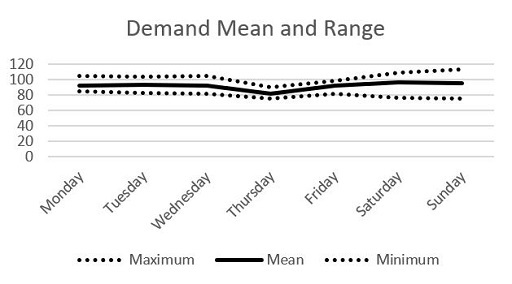 Demand Mean and Range
120
100
80
60
40
20
0
Monday
Tuesday
Wednesday
Thursday
Friday
Saturday
Sunday
Maximum Mean Minimum